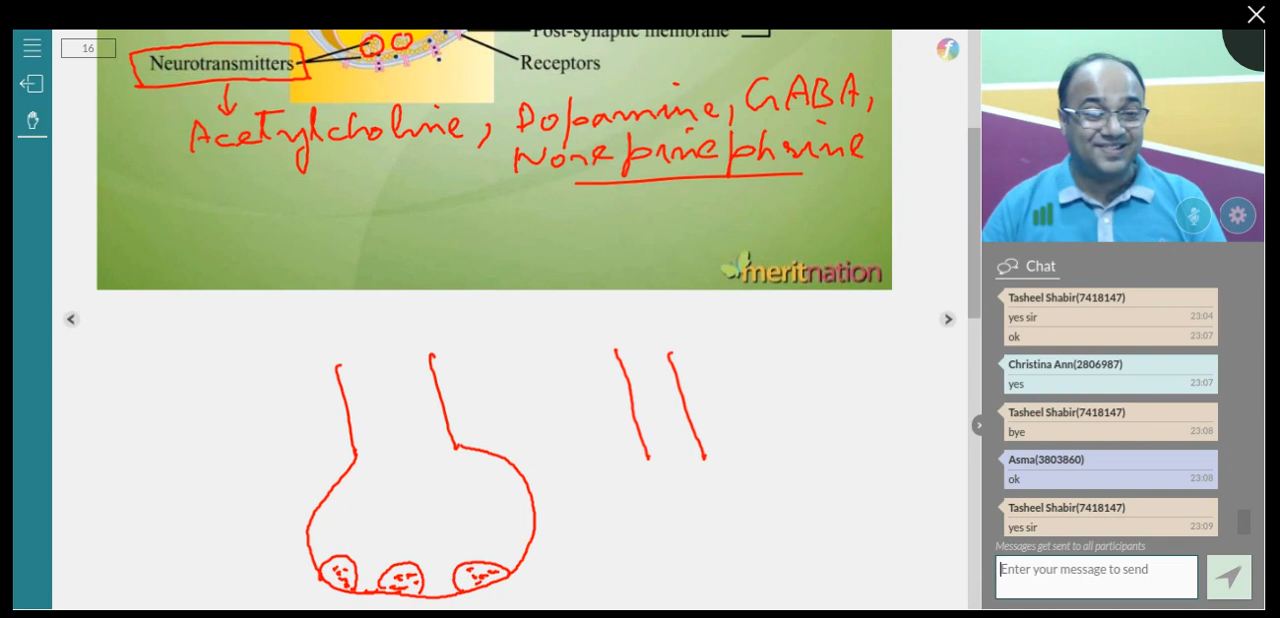 16
Post-synaptic membrane
Neurotransmitters
Receptors
Acetylcholine, Dopamine, GABA,
Norepinephrine
meritnation
Chat
Tasheel Shabir(7418147)
yes sir 23:04
ok 23:07
Christina Ann(2806987)
yes 23:07
Tasheel Shabir(7418147)
bye 23:08
Asma(3803860)
ok 23:08
Tasheel Shabir(7418147)
yes sir 23:09
Messages get sent to all participants
Enter your message to send